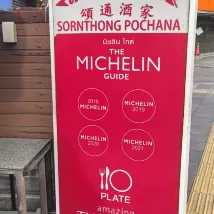 頌通酒家
SORNTHONG POCHANA
มิชลิน ไกด์
THE
MICHELIN
GUIDE
2018
MICHELIN
MICHELIN
2019
MICHELIN
2020
MICHELIN
2021
PLATE
amazing